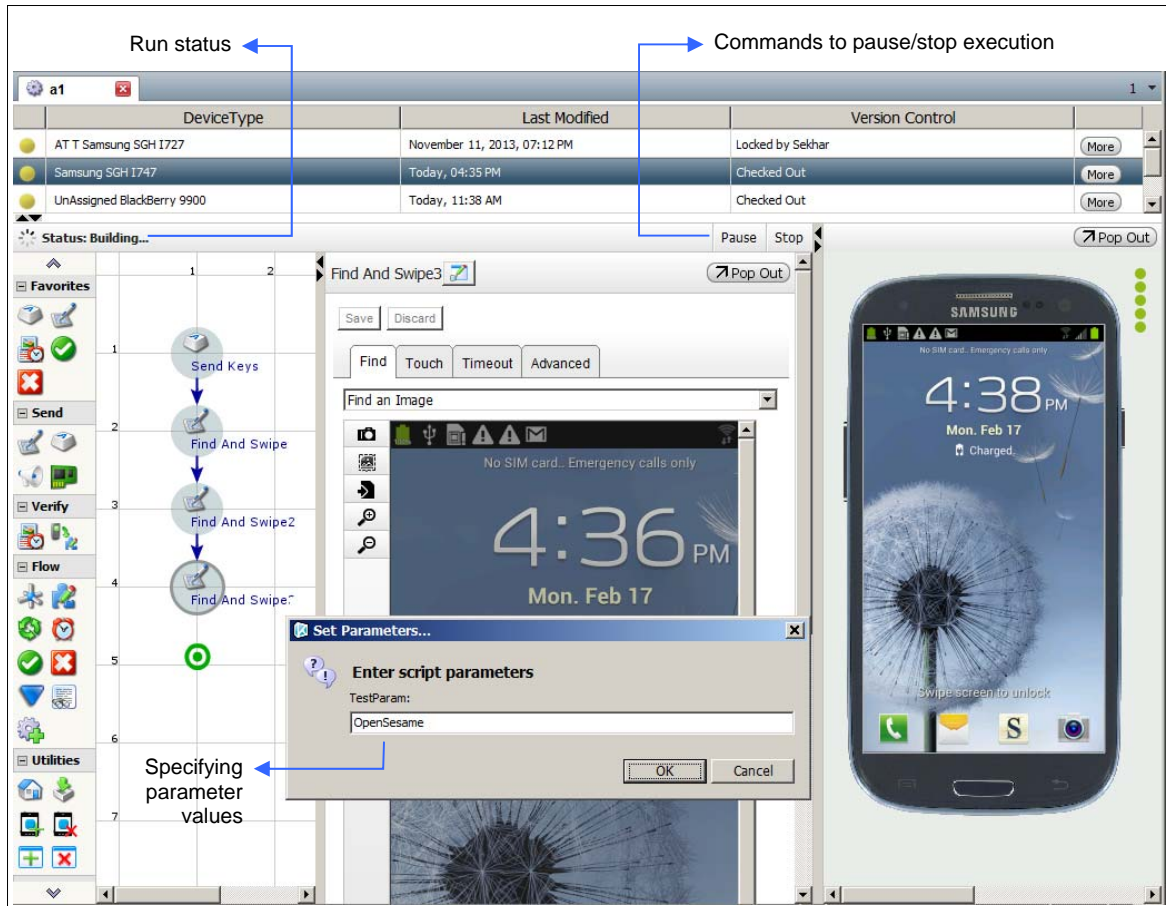 Run status
Commands to pause/stop execution
a1
1
DeviceType Last Modified Version Control
AT T Samsung SGH I727 November 11, 2013, 07:12 PM Locked by Sekhar More
Samsung SGH I747 Today, 04:35 PM Checked Out More
UnAssigned BlackBerry 9900 Today, 11:38 AM Checked Out More
Status: Building... Pause Stop Pop Out
Favorites
Send
Verify
Flow
Utilities
1 2
1
Send Keys
2
Find And Swipe
3
Find And Swipe2
4
Find And Swipe
5
6
7
Find And Swipe3 Pop Out
Save Discard
Find Touch Timeout Advanced
Find an Image
No SIM card.. Emergency calls only
4:36 PM
Mon. Feb 17
Set Parameters...
Enter script parameters
TestParam:
OpenSesame
OK Cancel
Specifying
parameter
values
SAMSUNG
No SIM card.. Emergency calls only
4:38 PM
Mon. Feb 17
Charged.
Swipe screen to unlock
S